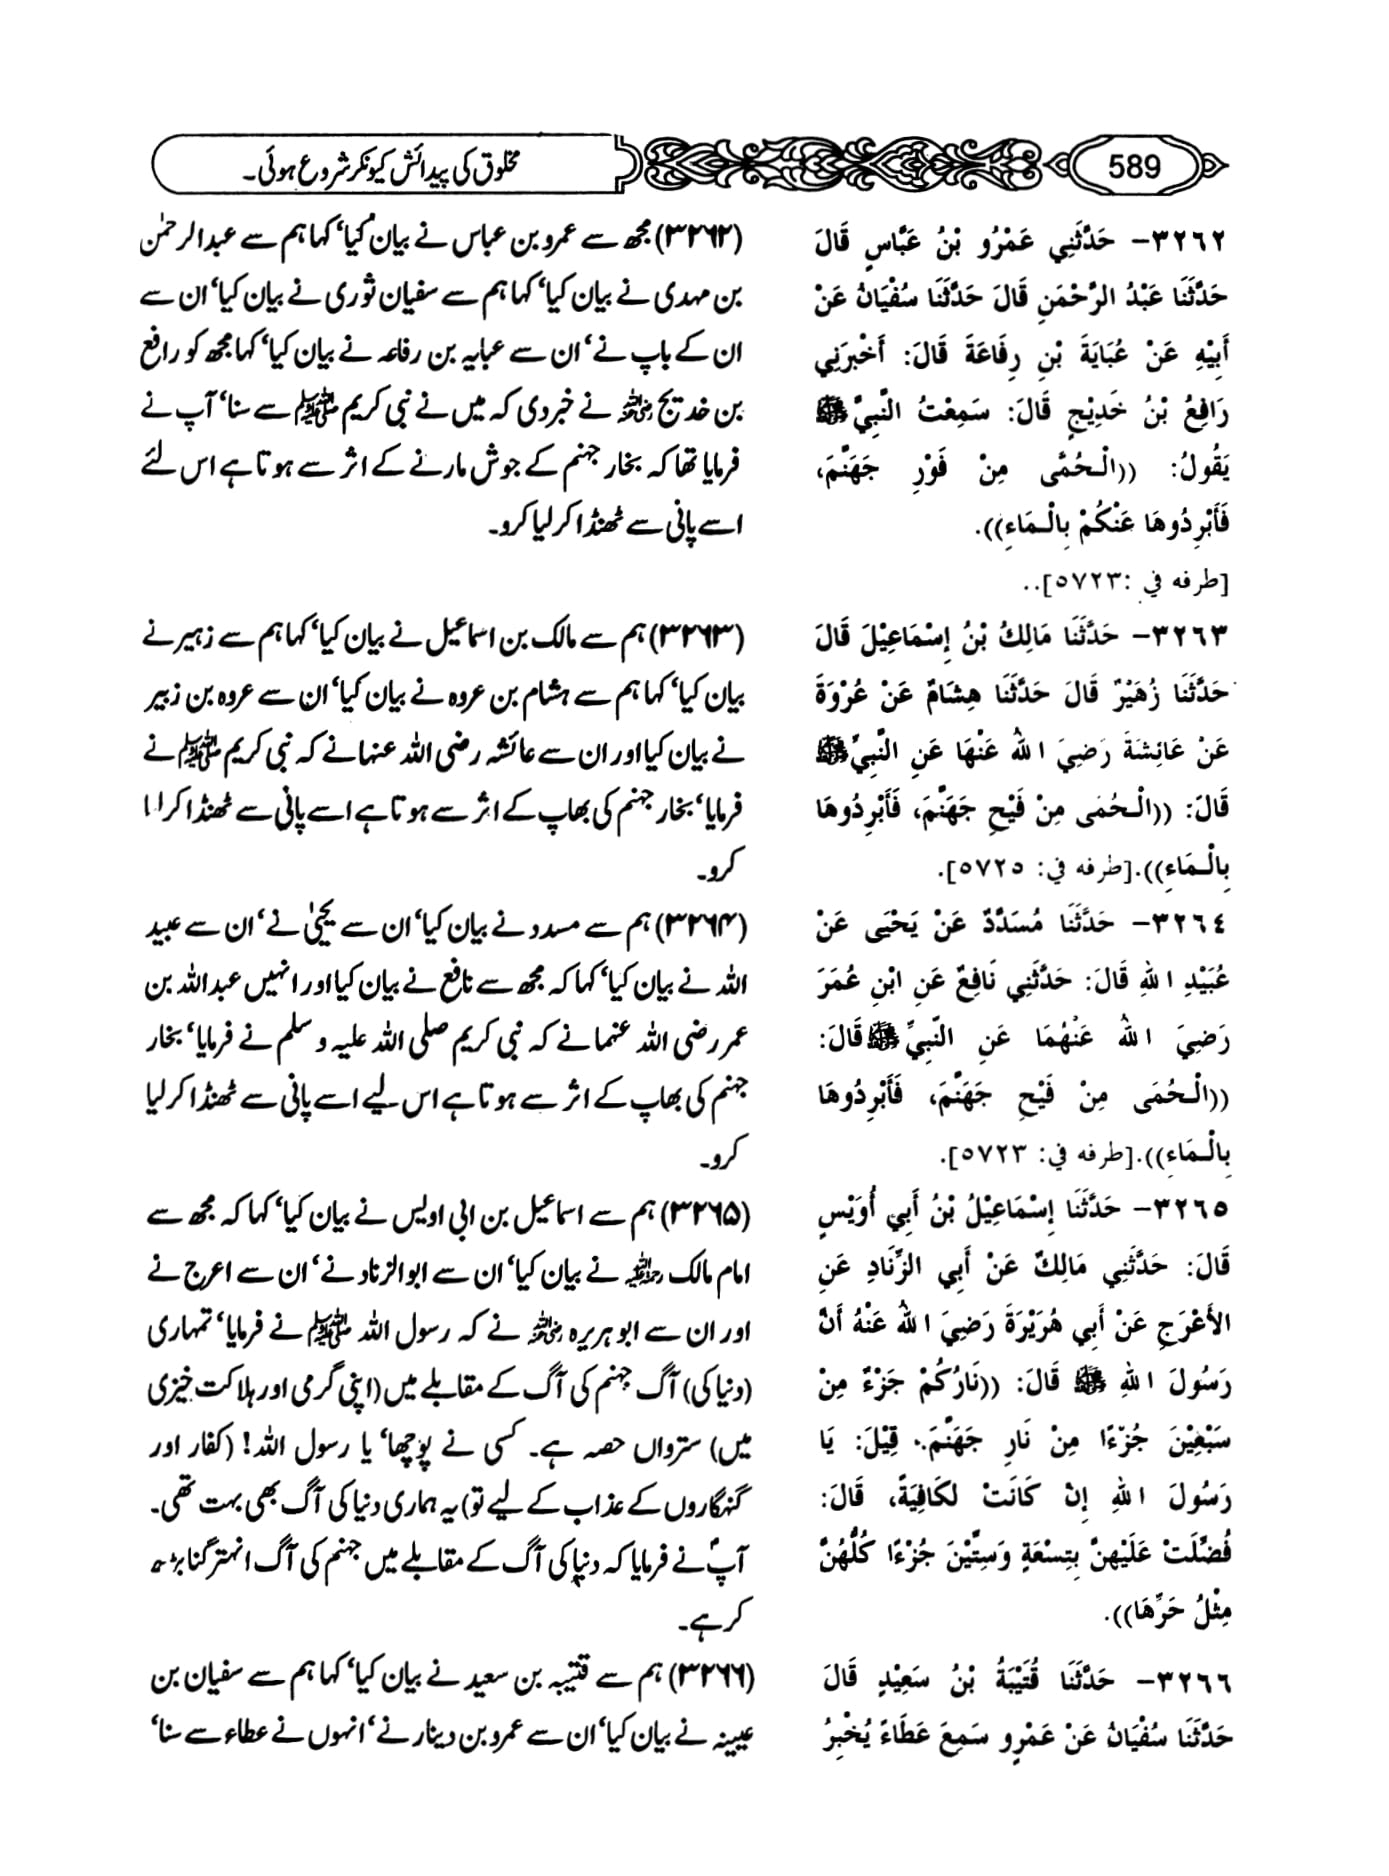 589
مخلوق کی پیدائش کیونکر شروع ہوئی۔
٣٢٦٢- حَدَّثَنِي عَمْرُو بْنُ عَبَّاسٍ قَالَ
حَدَّثَنَا عَبْدُ الرَّحْمَنِ قَالَ حَدَّثَنَا سُفْيَانُ عَنْ
أَبِيْهِ عَنْ عُبَايَةَ بْنِ رِفَاعَةَ قَالَ: أَخْبَرَنِي
رَافِعُ بْنُ خَدِيْجٍ قَالَ: سَمِعْتُ النَّبِيَّ ﷺ
يَقُولُ: ((الْحُمَّى مِنْ فَوْرِ جَهَنَّمَ،
فَأَبْرِدُوهَا عَنْكُمْ بِالْمَاءِ)).
[طرفه في :٥٧٢٣]..
٣٢٦٣- حَدَّثَنَا مَالِكُ بْنُ إِسْمَاعِيْلَ قَالَ
حَدَّثَنَا زُهَيْرٌ قَالَ حَدَّثَنَا هِشَامٌ عَنْ عُرْوَةَ
عَنْ عَائِشَةَ رَضِيَ اللهُ عَنْهَا عَنِ النَّبِيِّ ﷺ
قَالَ: ((الْحُمَى مِنْ فَيْحِ جَهَنَّمَ، فَأَبْرِدُوهَا
بِالْمَاءِ)).[طرفه في: ٥٧٢٥].
٣٢٦٤- حَدَّثَنَا مُسَدَّدٌ عَنْ يَحْيَى عَنْ
عُبَيْدِ اللهِ قَالَ: حَدَّثَنِي نَافِعٌ عَنِ ابْنِ عُمَرَ
رَضِيَ اللهُ عَنْهُمَا عَنِ النَّبِيِّ ﷺ قَالَ:
((الْحُمَى مِنْ فَيْحِ جَهَنَّمَ، فَأَبْرِدُوهَا
بِالْمَاءِ)).[طرفه في: ٥٧٢٣].
٣٢٦٥- حَدَّثَنَا إِسْمَاعِيْلُ بْنُ أَبِي أُوَيْسٍ
قَالَ: حَدَّثَنِي مَالِكٌ عَنْ أَبِي الزِّنَادِ عَنِ
الأَعْرَجِ عَنْ أَبِي هُرَيْرَةَ رَضِيَ اللهُ عَنْهُ أَنَّ
رَسُولَ اللهِ ﷺ قَالَ: ((نَارُكُمْ جَزْءٌ مِنْ
سَبْعِيْنَ جُزْءًا مِنْ نَارِ جَهَنَّمَ. قِيْلَ: يَا
رَسُولَ اللهِ إِنْ كَانَتْ لَكَافِيَةً، قَالَ:
فُضِّلَتْ عَلَيْهِنَّ بِتِسْعَةٍ وَسِتِّيْنَ جُزْءًا كُلُّهُنَّ
مِثْلُ حَرِّهَا)).
٣٢٦٦- حَدَّثَنَا قُتَيْبَةُ بْنُ سَعِيْدٍ قَالَ
حَدَّثَنَا سُفْيَانُ عَنْ عَمْرٍو سَمِعَ عَطَاءً يُخْبِرُ
(۳۲۶۲) مجھ سے عمرو بن عباس نے بیان کیا‘ کہا ہم سے عبدالرحمٰن
بن مہدی نے بیان کیا‘ کہا ہم سے سفیان ثوری نے بیان کیا‘ ان سے
ان کے باپ نے‘ ان سے عبایہ بن رفاعہ نے بیان کیا‘ کہا مجھ کو رافع
بن خدیج رضی اللہ عنہ نے خبر دی کہ میں نے نبی کریم ﷺ سے سنا‘ آپ نے
فرمایا تھا کہ بخار جہنم کے جوش مارنے کے اثر سے ہوتا ہے اس لئے
اسے پانی سے ٹھنڈا کر لیا کرو۔
(۳۲۶۳) ہم سے مالک بن اسماعیل نے بیان کیا‘ کہا ہم سے زہیر نے
بیان کیا‘ کہا ہم سے ہشام بن عروہ نے بیان کیا‘ ان سے عروہ بن زبیر
نے بیان کیا اور ان سے عائشہ رضی اللہ عنہا نے کہ نبی کریم ﷺ نے
فرمایا‘ بخار جہنم کی بھاپ کے اثر سے ہوتا ہے اسے پانی سے ٹھنڈا کر
کرو۔
(۳۲۶۴) ہم سے مسدد نے بیان کیا‘ ان سے یحییٰ نے‘ ان سے عبید
اللہ نے بیان کیا‘ کہا کہ مجھ سے نافع نے بیان کیا اور انہیں عبداللہ بن
عمر رضی اللہ عنہما نے کہ نبی کریم صلی اللہ علیہ و سلم نے فرمایا‘ بخار
جہنم کی بھاپ کے اثر سے ہوتا ہے اس لیے اسے پانی سے ٹھنڈا کر لیا
کرو۔
(۳۲۶۵) ہم سے اسماعیل بن ابی اویس نے بیان کیا‘ کہا کہ مجھ سے
امام مالک رحمۃ اللہ علیہ نے بیان کیا‘ ان سے ابوالزناد نے‘ ان سے اعرج نے
اور ان سے ابو ہریرہ رضی اللہ عنہ نے کہ رسول اللہ ﷺ نے فرمایا‘ تمہاری
(دنیا کی) آگ جہنم کی آگ کے مقابلے میں (اپنی گرمی اور ہلاکت خیزی
میں) سترواں حصہ ہے۔ کسی نے پوچھا‘ یا رسول اللہ! (کفار اور
گنہگاروں کے عذاب کے لیے تو) یہ ہماری دنیا کی آگ بھی بہت تھی۔
آپؐ نے فرمایا کہ دنیا کی آگ کے مقابلے میں جہنم کی آگ انہتر گنا بڑھ
کر ہے۔
(۳۲۶۶) ہم سے قتیبہ بن سعید نے بیان کیا‘ کہا ہم سے سفیان بن
عیینہ نے بیان کیا‘ ان سے عمرو بن دینار نے‘ انہوں نے عطاء سے سنا‘